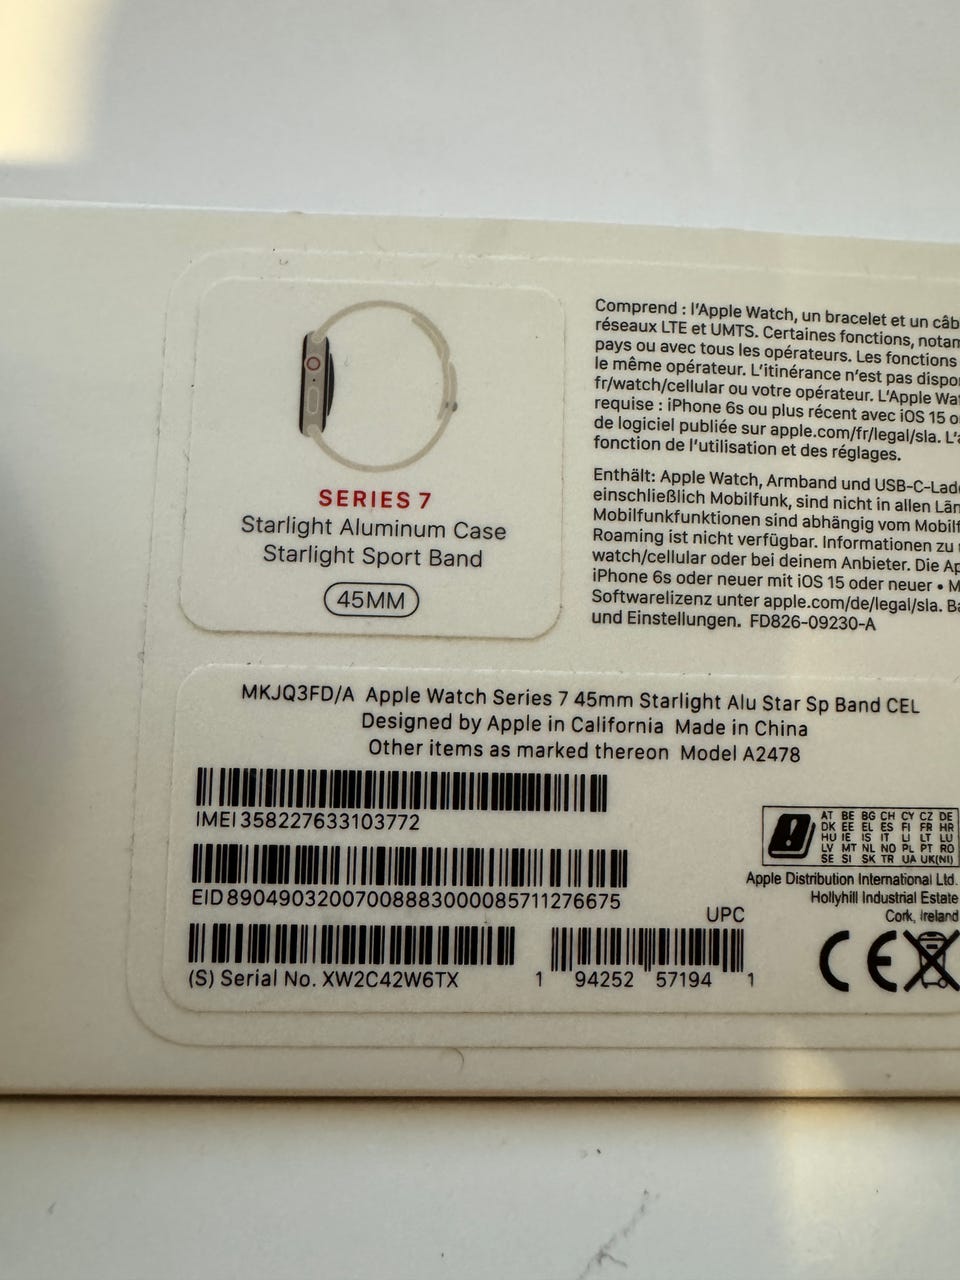 SERIES 7
Starlight Aluminum Case
Starlight Sport Band
45MM
Comprend : l'Apple Watch, un bracelet et un
réseaux LTE et UMTS. Certaines fonctions,
pays ou avec tous les opérateurs. Les fonctions
le même opérateur. L'itinérance n'est pas
fr/watch/cellular ou votre opérateur. L'Apple
requise : iPhone 6s ou plus récent avec iOS 15
de logiciel publiée sur apple.com/fr/legal/sla.
fonction de l'utilisation et des réglages.
Enthält: Apple Watch, Armband und
einschließlich Mobilfunk, sind nicht in allen
Mobilfunkfunktionen sind abhängig vom
Roaming ist nicht verfügbar. Informationen zu
watch/cellular oder bei deinem Anbieter. Die
iPhone 6s oder neuer mit iOS 15 oder neuer •
Softwarelizenz unter apple.com/de/legal/sla.
und Einstellungen. FD826-09230-A
MKJQ3FD/A Apple Watch Series 7 45mm Starlight Alu Star Sp Band CEL
Designed by Apple in California Made in China
Other items as marked thereon Model A2478
IMEI 358227633103772
EID 89049032007008883000085711276675
(S) Serial No. XW2C42W6TX
UPC
1 94252 57194 1
AT BE BG CH CY CZ DE
DK EE EL ES FI FR HR
HU IE IS IT LI LT LU
LV MT NL NO PL PT RO
SE SI SK TR UA UK(NI)
Apple Distribution International Ltd.
Hollyhill Industrial Estate
Cork, Ireland
CE